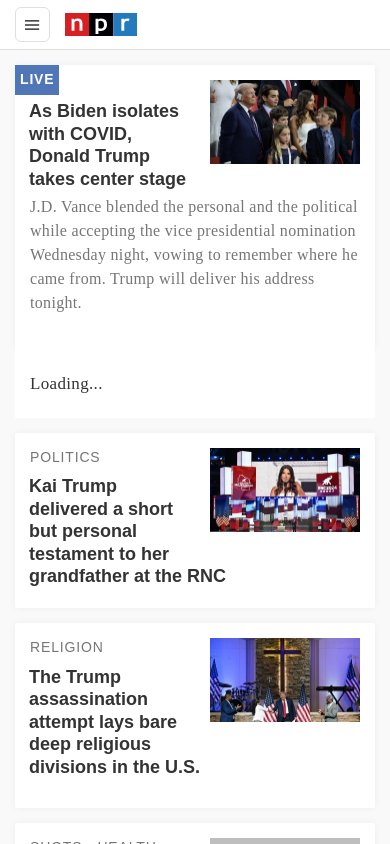 npr
LIVE
As Biden isolates
with COVID,
Donald Trump
takes center stage
J.D. Vance blended the personal and the political
while accepting the vice presidential nomination
Wednesday night, vowing to remember where he
came from. Trump will deliver his address
tonight.
Loading...
POLITICS
Kai Trump
delivered a short
but personal
testament to her
grandfather at the RNC
RELIGION
The Trump
assassination
attempt lays bare
deep religious
divisions in the U.S.